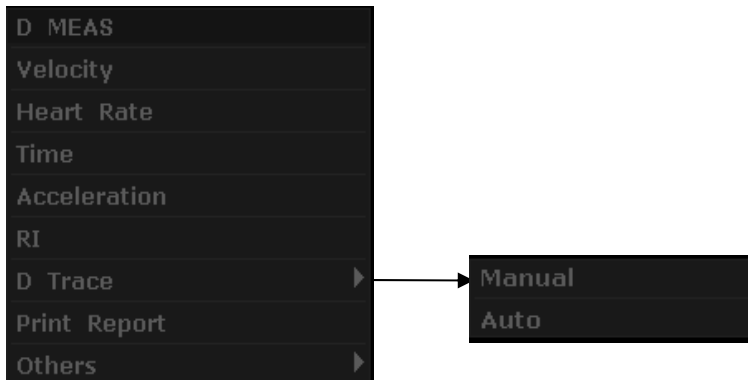 D MEAS
Velocity
Heart Rate
Time
Acceleration
RI
D Trace
Print Report
Others
Manual
Auto